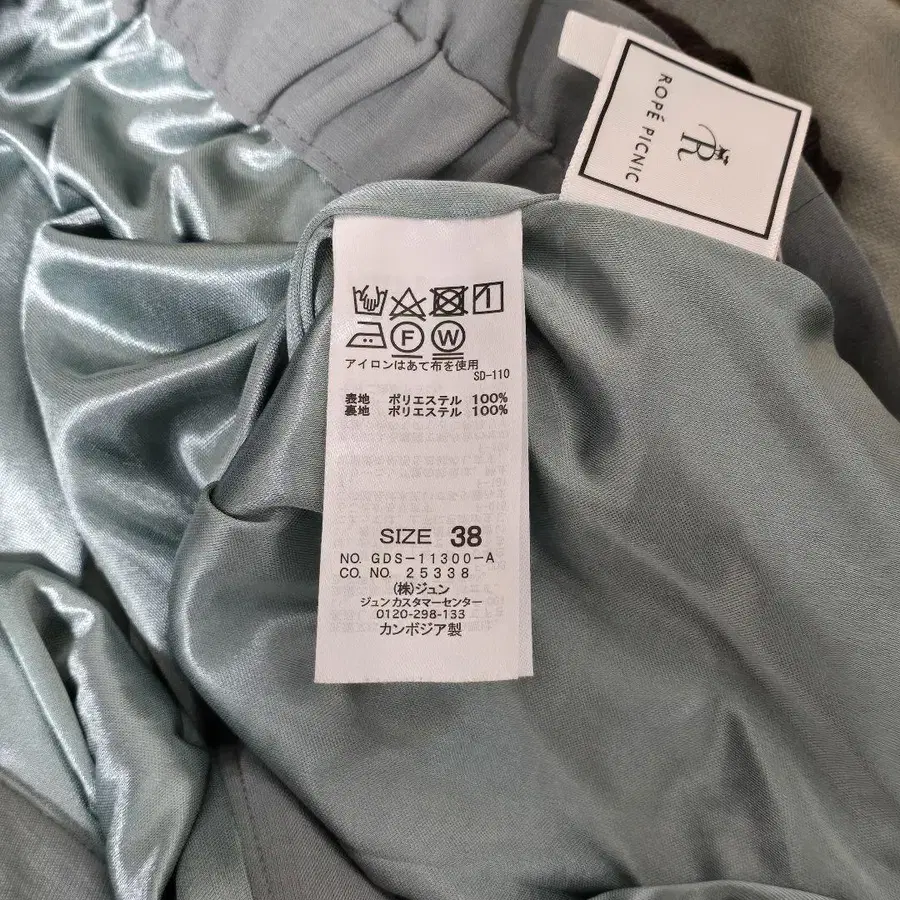 ROPÉ PICNIC
R
F W
アイロンはあて布を使用
SD-110
表地 ポリエステル 100%
裏地 ポリエステル 100%
SIZE 38
NO. GDS-11300-A
CO. NO. 25338
(株)ジュン
ジュンカスタマーセンター
0120-298-133
カンボジア製